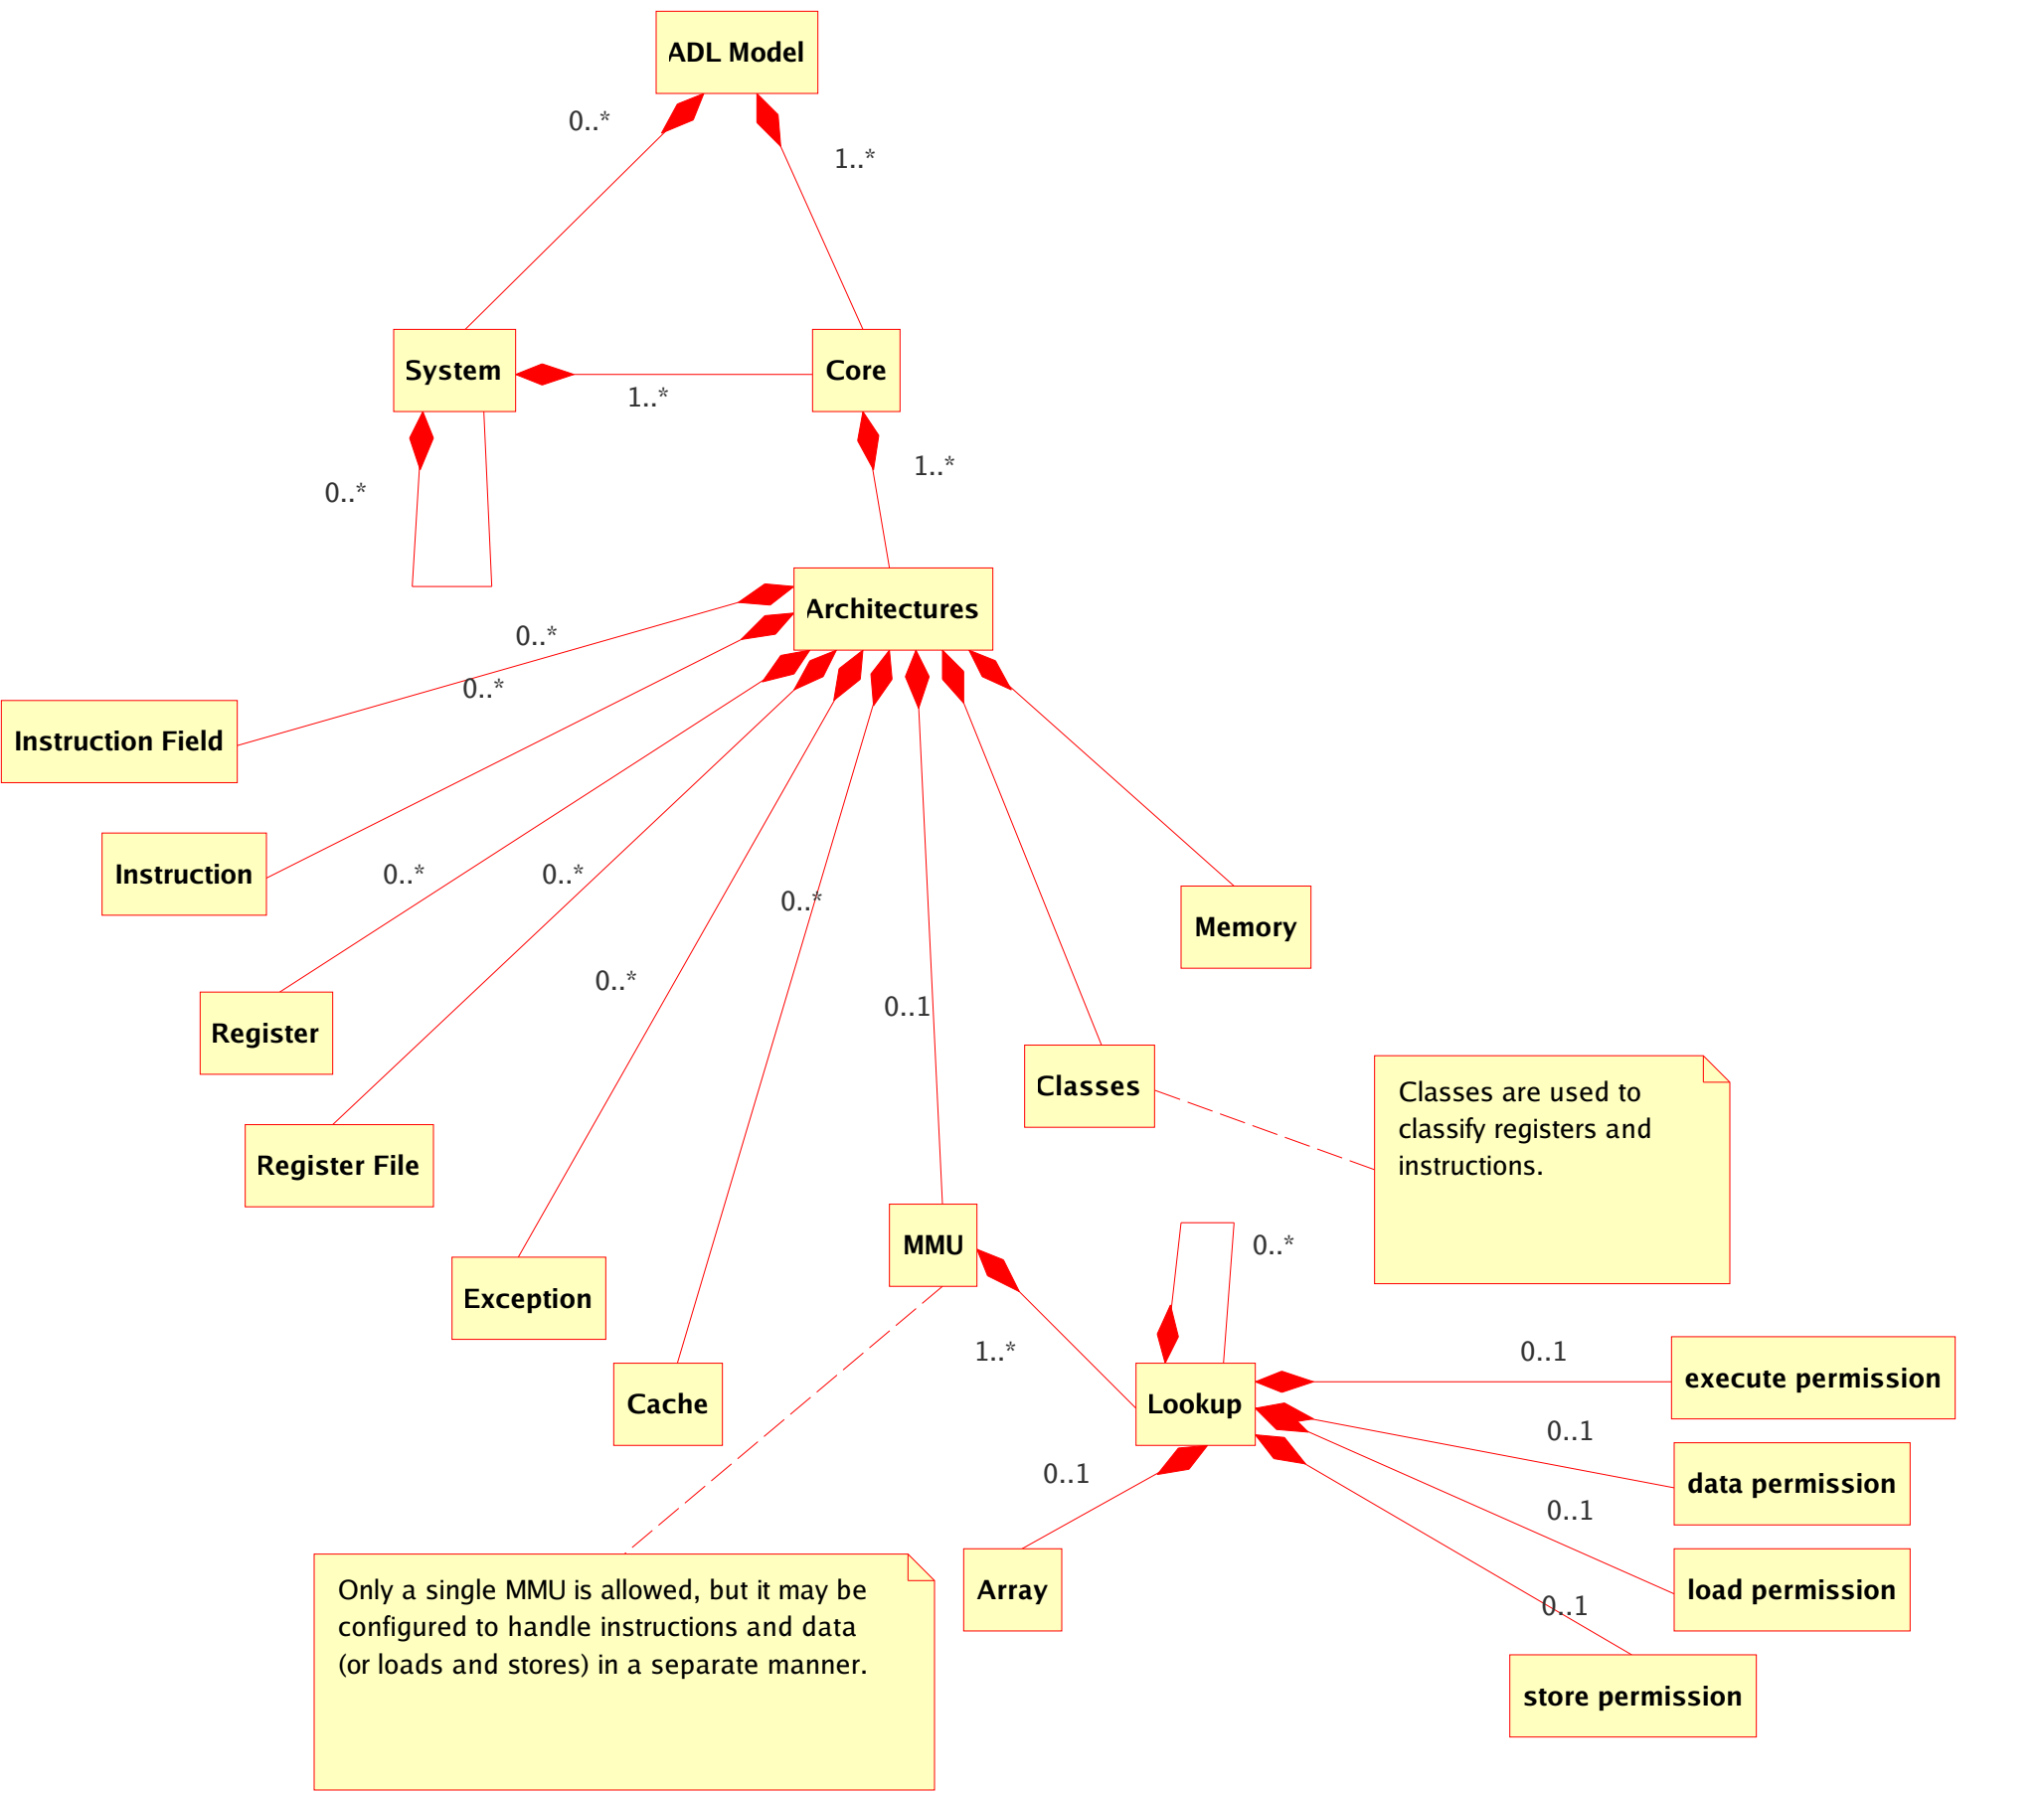 ADL Model
0..*
1..*
System
Core
1..*
1..*
0..*
Architectures
0..*
0..*
Instruction Field
Instruction
0..*
0..*
0..*
Memory
0..*
0..1
Register
Classes
Classes are used to
classify registers and
instructions.
Register File
MMU
0..*
Exception
1..*
0..1
execute permission
Cache
Lookup
0..1
0..1
data permission
0..1
Array
load permission
0..1
Only a single MMU is allowed, but it may be
configured to handle instructions and data
(or loads and stores) in a separate manner.
store permission